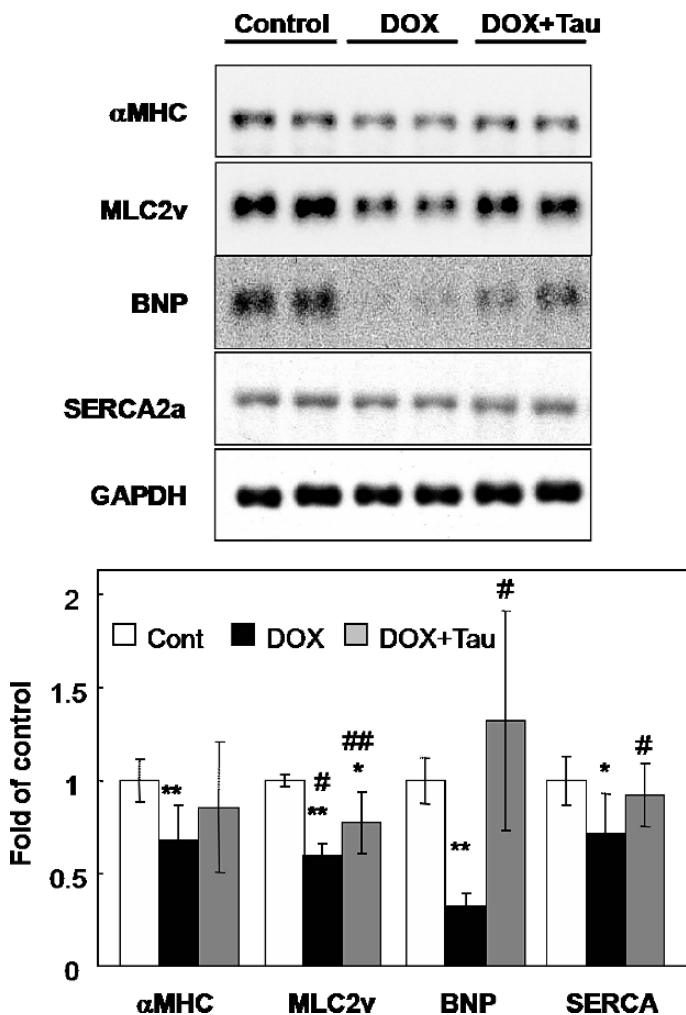 Control DOX DOX+Tau
αMHC
MLC2v
BNP
SERCA2a
GAPDH
2
Cont DOX DOX+Tau
#
1.5
Fold of control
##
#
*
#
*
1
**
**
**
0.5
0
αMHC MLC2v BNP SERCA